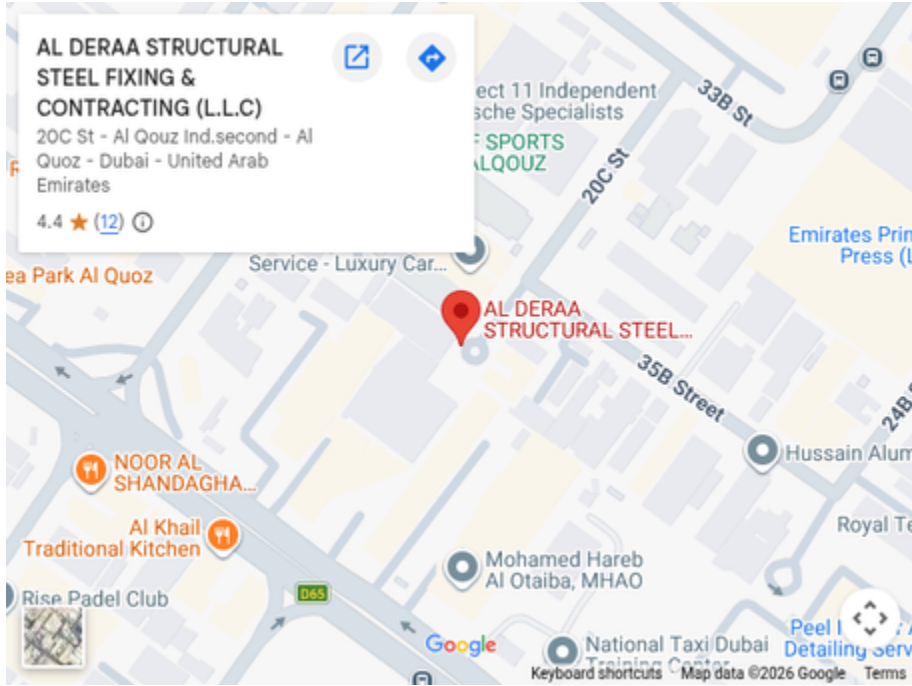 AL DERAA STRUCTURAL
STEEL FIXING &
CONTRACTING (L.L.C)
20C St - Al Qouz Ind.second - Al
Quoz - Dubai - United Arab
Emirates
4.4 ★ (12)
ect 11 Independent
sche Specialists
F SPORTS
ALQOUZ
33B St
20C St
Emirates Prin
Press (L
Service - Luxury Car...
ea Park Al Quoz
AL DERAA
STRUCTURAL STEEL...
35B Street
24B
Hussain Alum
NOOR AL
SHANDAGHA...
Al Khail
Traditional Kitchen
Royal Te
Mohamed Hareb
Al Otaiba, MHAO
D65
Rise Padel Club
Google
National Taxi Dubai
Training Center
Peel
Detailing Serv
Keyboard shortcuts
Map data ©2026 Google
Terms